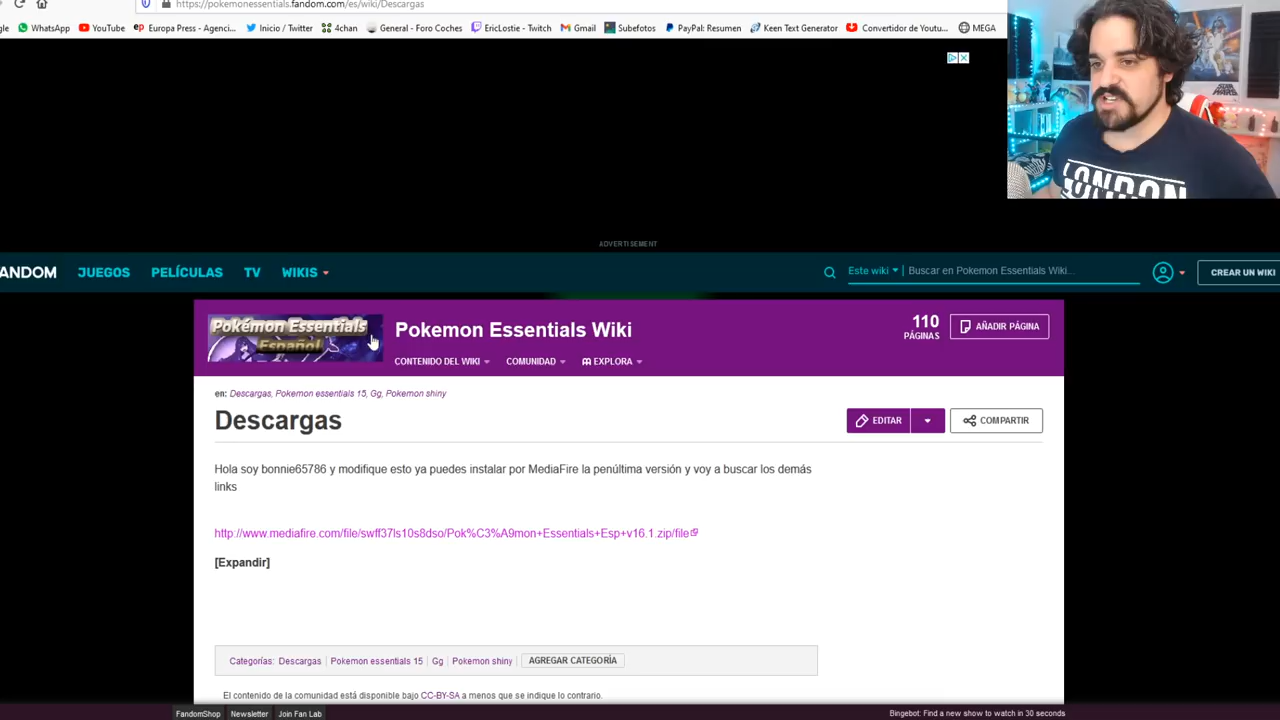 https://pokemonessentials.fandom.com/es/wiki/Descargas
gle WhatsApp YouTube Europa Press - Agenci... Inicio / Twitter 4chan General - Foro Coches EricLostie - Twitch Gmail Subefotos PayPal: Resumen Keen Text Generator Convertidor de Youtu... MEGA
STAR WARS
LONDON
ADVERTISEMENT
ANDOM JUEGOS PELÍCULAS TV WIKIS Este wiki Buscar en Pokemon Essentials Wiki... CREAR UN WIKI
Pokémon Essentials
Español
Pokemon Essentials Wiki
110
PÁGINAS
AÑADIR PÁGINA
CONTENIDO DEL WIKI COMUNIDAD EXPLORA
en: Descargas, Pokemon essentials 15, Gg, Pokemon shiny
Descargas
EDITAR COMPARTIR
Hola soy bonnie65786 y modifique esto ya puedes instalar por MediaFire la penúltima versión y voy a buscar los demás
links
http://www.mediafire.com/file/swff37ls10s8dso/Pok%C3%A9mon+Essentials+Esp+v16.1.zip/file
[Expandir]
Categorías: Descargas Pokemon essentials 15 Gg Pokemon shiny AGREGAR CATEGORÍA
El contenido de la comunidad está disponible bajo CC-BY-SA a menos que se indique lo contrario.
FandomShop Newsletter Join Fan Lab Bingebot: Find a new show to watch in 30 seconds